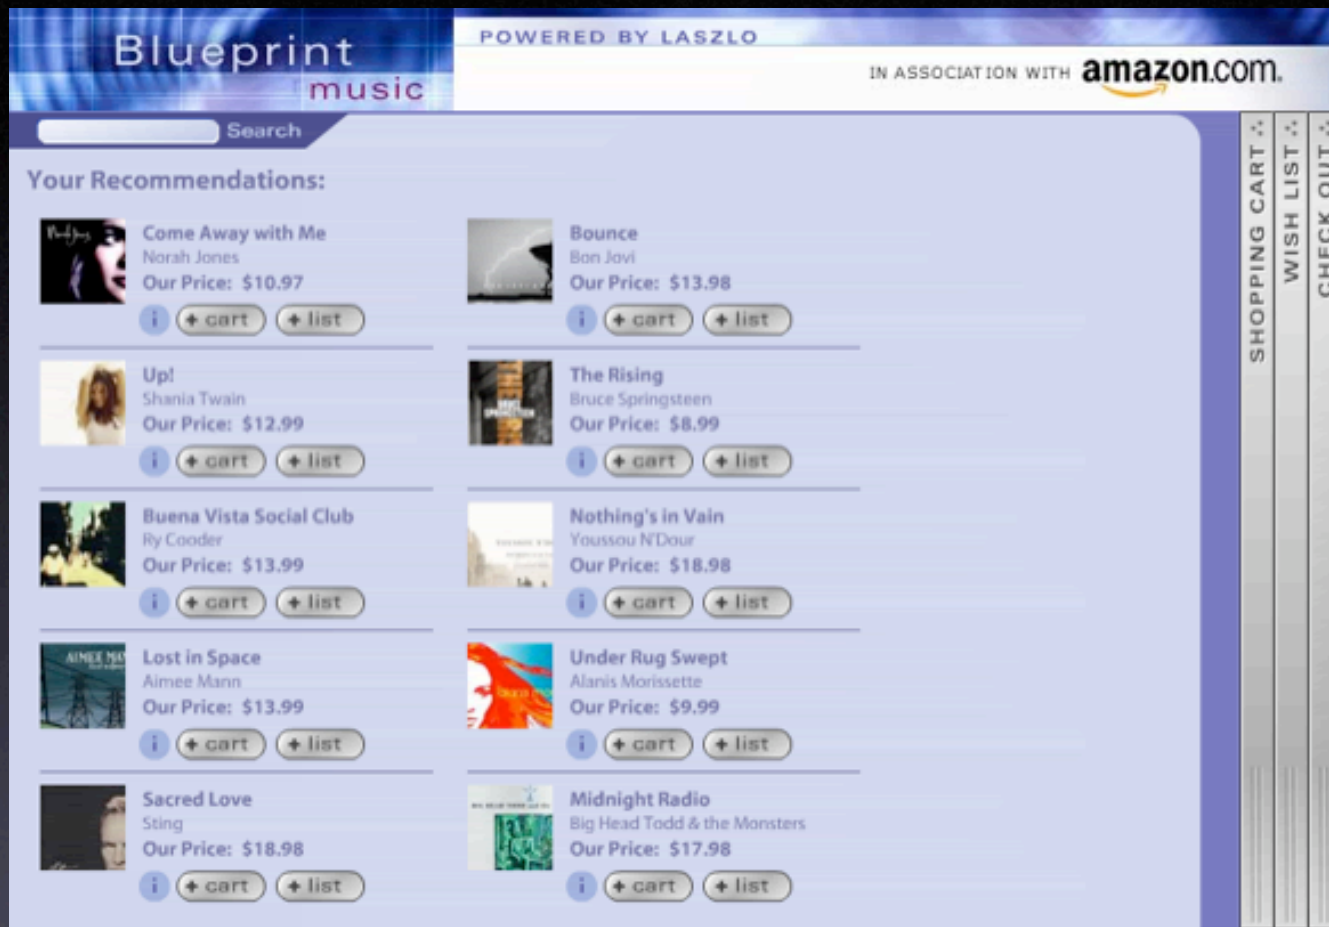 Blueprint
music
POWERED BY LASZLO
IN ASSOCIATION WITH amazon.com.
Search
Your Recommendations:
Come Away with Me
Norah Jones
Our Price: $10.97
i + cart + list
Bounce
Bon Jovi
Our Price: $13.98
i + cart + list
Up!
Shania Twain
Our Price: $12.99
i + cart + list
The Rising
Bruce Springsteen
Our Price: $8.99
i + cart + list
Buena Vista Social Club
Ry Cooder
Our Price: $13.99
i + cart + list
Nothing's in Vain
Youssou N'Dour
Our Price: $18.98
i + cart + list
AIMEE MAN
Lost in Space
Aimee Mann
Our Price: $13.99
i + cart + list
Under Rug Swept
Alanis Morissette
Our Price: $9.99
i + cart + list
Sacred Love
Sting
Our Price: $18.98
i + cart + list
Midnight Radio
Big Head Todd & the Monsters
Our Price: $17.98
i + cart + list
SHOPPING CART
WISH LIST
CHECK OUT